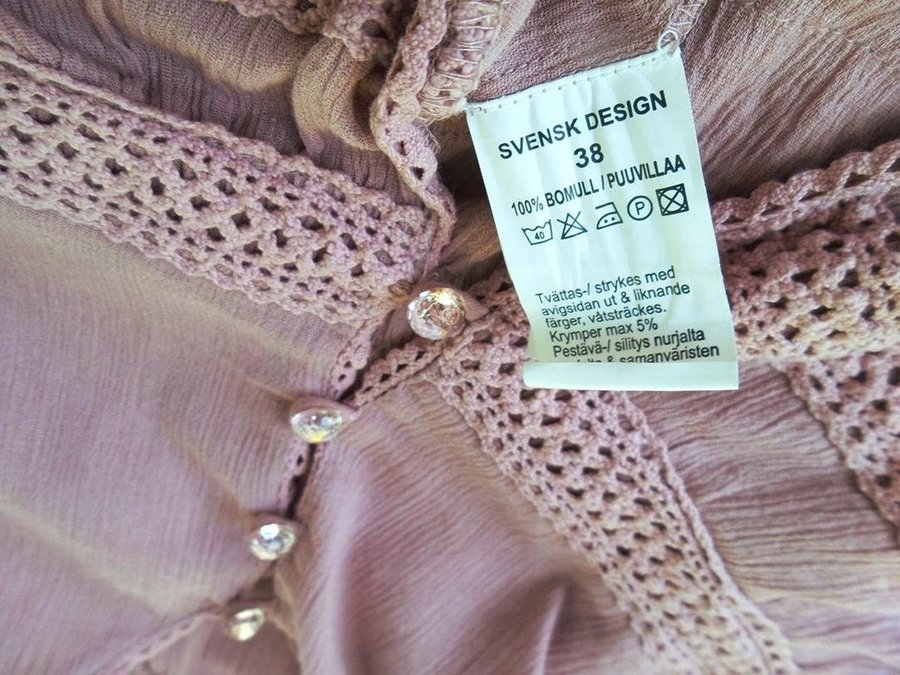 SVENSK DESIGN
38
100% BOMULL / PUUVILLAA
40 P
Tvättas-/ strykes med
avigsidan ut & liknande
färger, våtsträckes.
Krymper max 5%
Pestävä-/ silitys nurjalta
& samanväristen